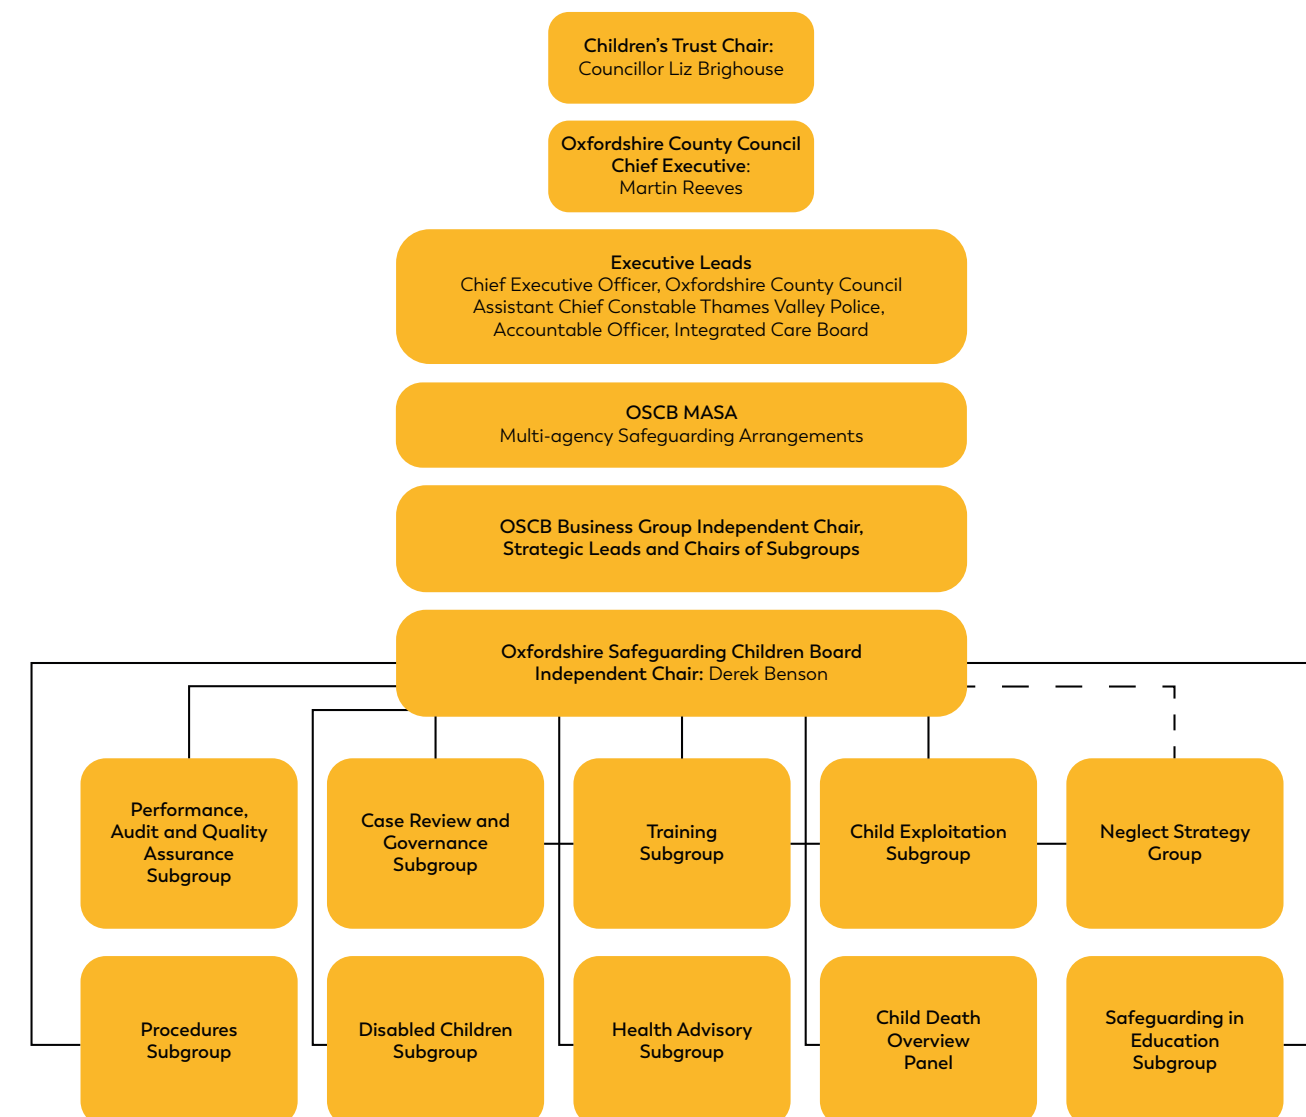 Children’s Trust Chair:
Councillor Liz Brighouse
Oxfordshire County Council
Chief Executive:
Martin Reeves
Executive Leads
Chief Executive Officer, Oxfordshire County Council
Assistant Chief Constable Thames Valley Police,
Accountable Officer, Integrated Care Board
OSCB MASA
Multi-agency Safeguarding Arrangements
OSCB Business Group Independent Chair,
Strategic Leads and Chairs of Subgroups
Oxfordshire Safeguarding Children Board
Independent Chair: Derek Benson
Performance,
Audit and Quality
Assurance
Subgroup
Case Review and
Governance
Subgroup
Training
Subgroup
Child Exploitation
Subgroup
Neglect Strategy
Group
Procedures
Subgroup
Disabled Children
Subgroup
Health Advisory
Subgroup
Child Death
Overview
Panel
Safeguarding in
Education
Subgroup